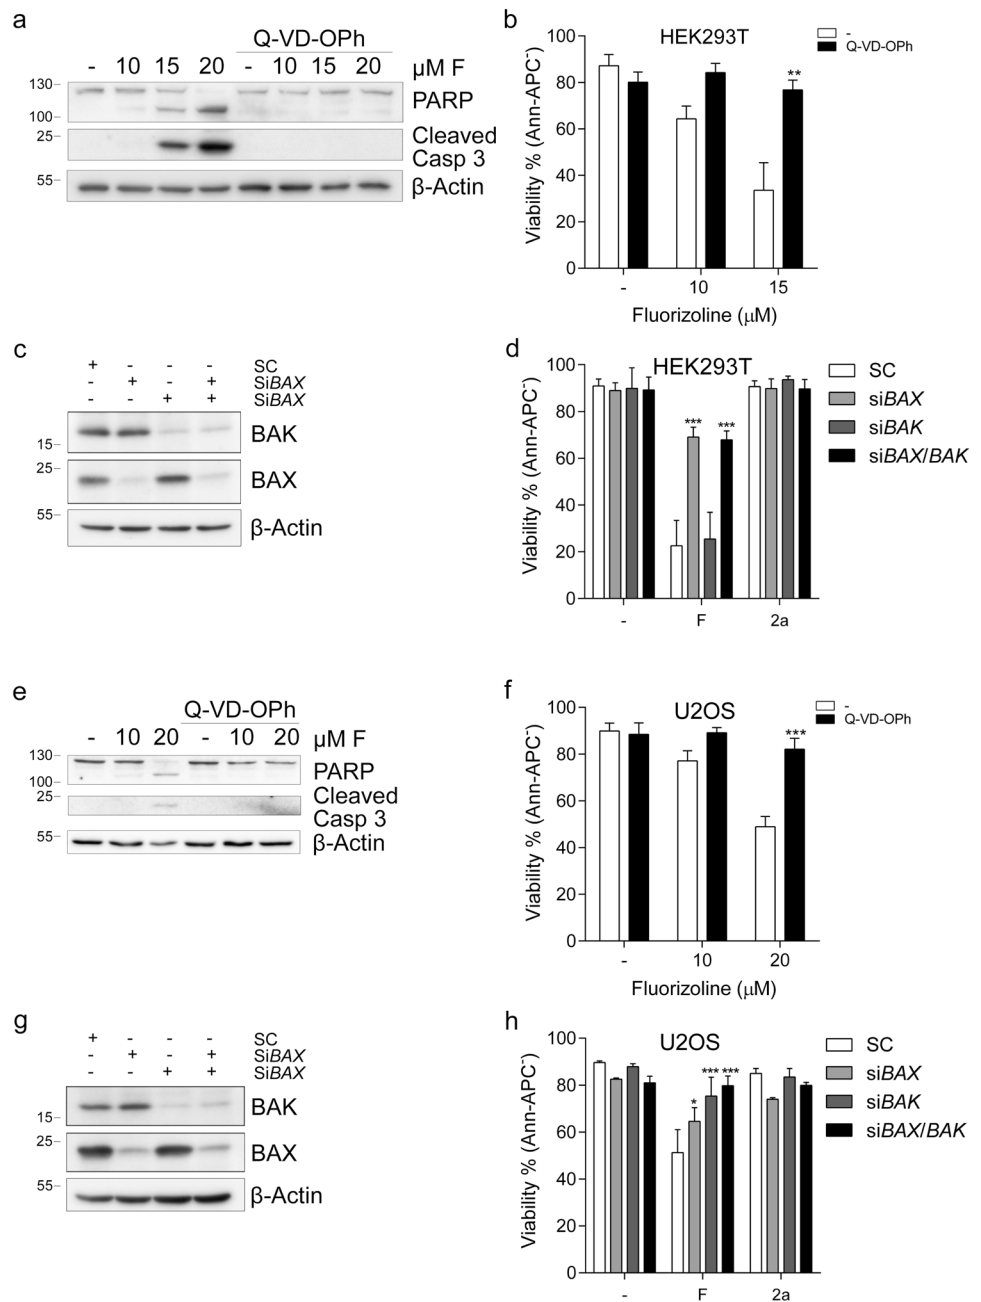 a
Q-VD-OPh
- 10 15 20 - 10 15 20 μM F
130
100
PARP
25
Cleaved
Casp 3
55
β-Actin
b
HEK293T
-
Q-VD-OPh
Viability % (Ann-APC-)
100
80
60
40
20
0
**
- 10 15
Fluorizoline (μM)
c
+ - - - SC
- + - + SiBAX
- - + + SiBAX
15
BAK
25
BAX
55
β-Actin
d
HEK293T
SC
siBAX
siBAK
siBAX/BAK
Viability % (Ann-APC-)
100
80
60
40
20
0
*** ***
- F 2a
e
Q-VD-OPh
- 10 20 - 10 20 μM F
130
100
PARP
25
Cleaved
Casp 3
55
β-Actin
f
U2OS
-
Q-VD-OPh
Viability % (Ann-APC-)
100
80
60
40
20
0
***
- 10 20
Fluorizoline (μM)
g
+ - - - SC
- + - + SiBAX
- - + + SiBAX
15
BAK
25
BAX
55
β-Actin
h
U2OS
SC
siBAX
siBAK
siBAX/BAK
Viability % (Ann-APC-)
100
80
60
40
20
0
* *** ***
- F 2a